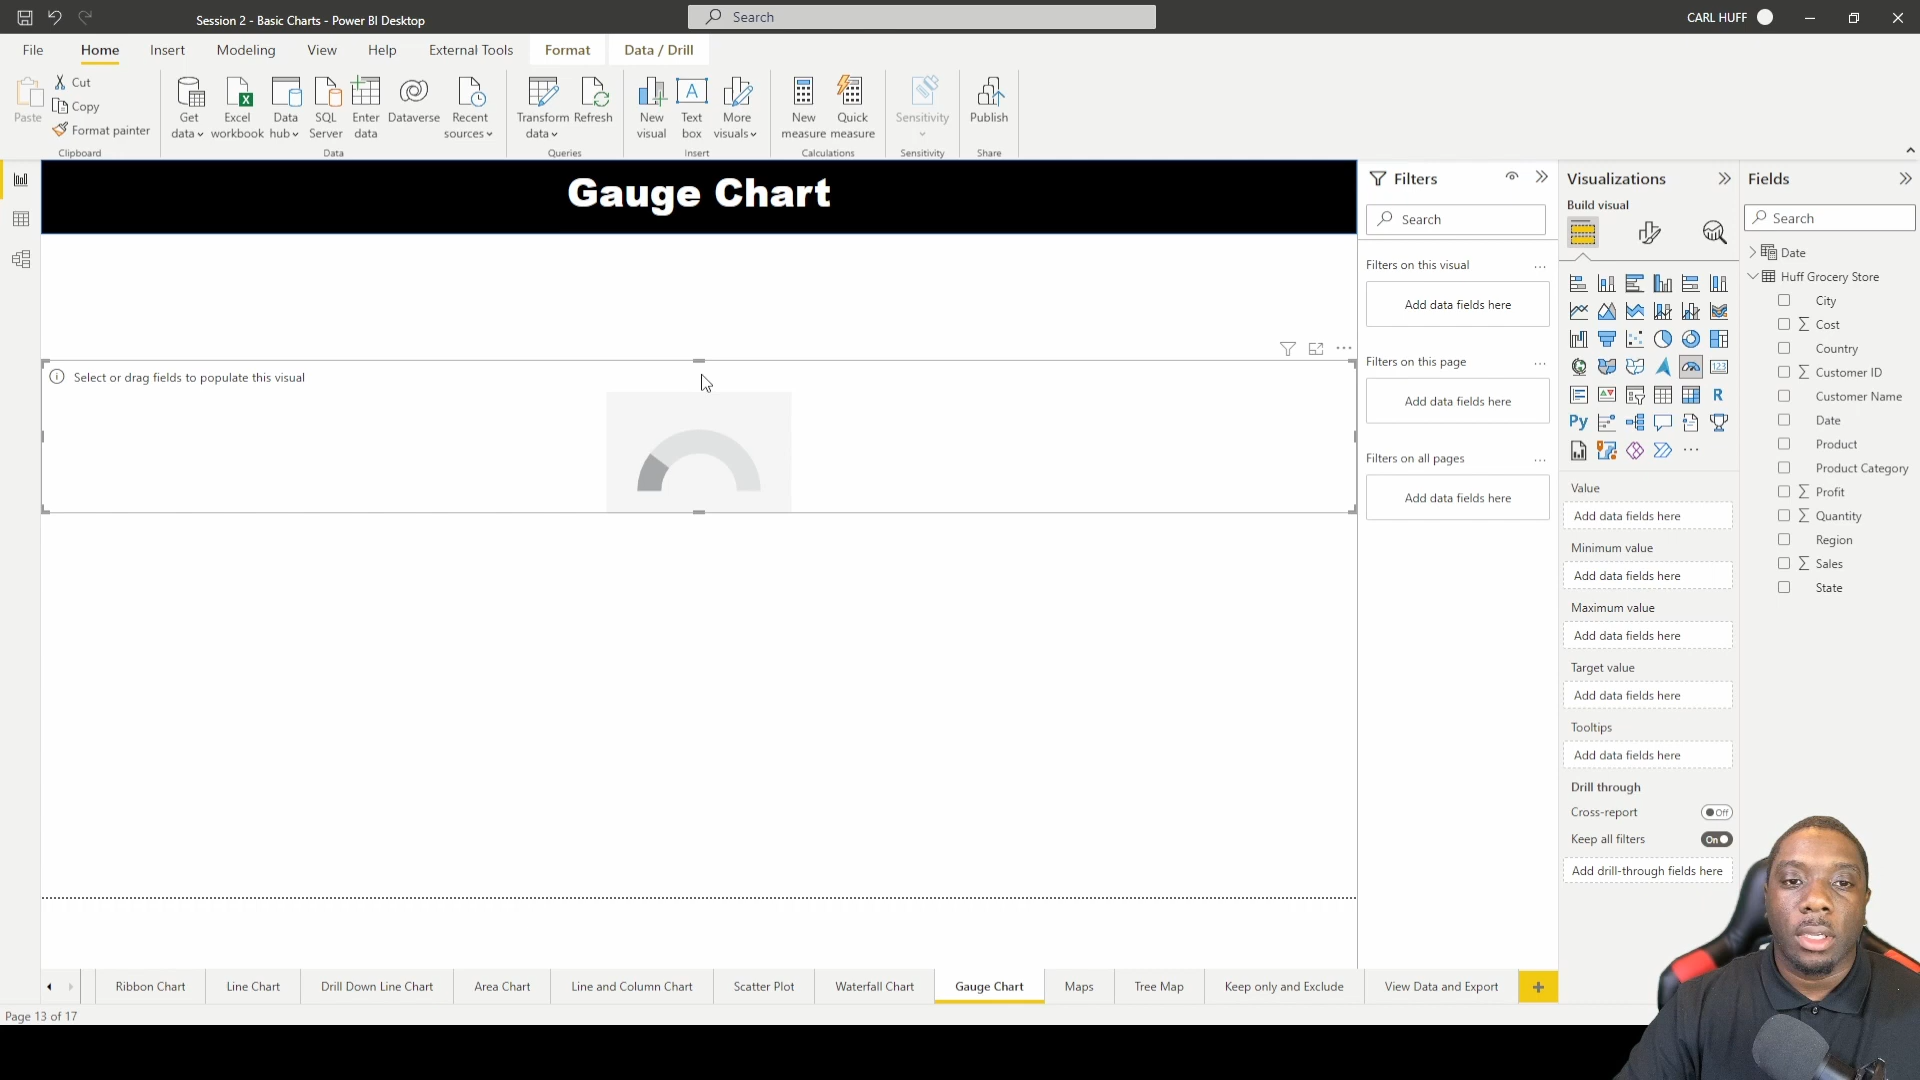 Session 2 - Basic Charts - Power BI Desktop
Search
CARL HUFF
File
Home
Insert
Modeling
View
Help
External Tools
Format
Data / Drill
Paste
Cut
Copy
Format painter
Clipboard
Get data
Excel workbook
Data hub
SQL Server
Enter data
Dataverse
Recent sources
Data
Transform data
Refresh
Queries
New visual
A
Text box
More visuals
Insert
New measure
Quick measure
Calculations
Sensitivity
Sensitivity
Publish
Share
Gauge Chart
Select or drag fields to populate this visual
Filters
Search
Filters on this visual
Add data fields here
Filters on this page
Add data fields here
Filters on all pages
Add data fields here
Visualizations
Build visual
123
R
Py
Value
Add data fields here
Minimum value
Add data fields here
Maximum value
Add data fields here
Target value
Add data fields here
Tooltips
Add data fields here
Drill through
Cross-report
Off
Keep all filters
On
Add drill-through fields here
Fields
Search
Date
Huff Grocery Store
City
Σ Cost
Country
Σ Customer ID
Customer Name
Date
Product
Product Category
Σ Profit
Σ Quantity
Region
Σ Sales
State
Ribbon Chart
Line Chart
Drill Down Line Chart
Area Chart
Line and Column Chart
Scatter Plot
Waterfall Chart
Gauge Chart
Maps
Tree Map
Keep only and Exclude
View Data and Export
+
Page 13 of 17